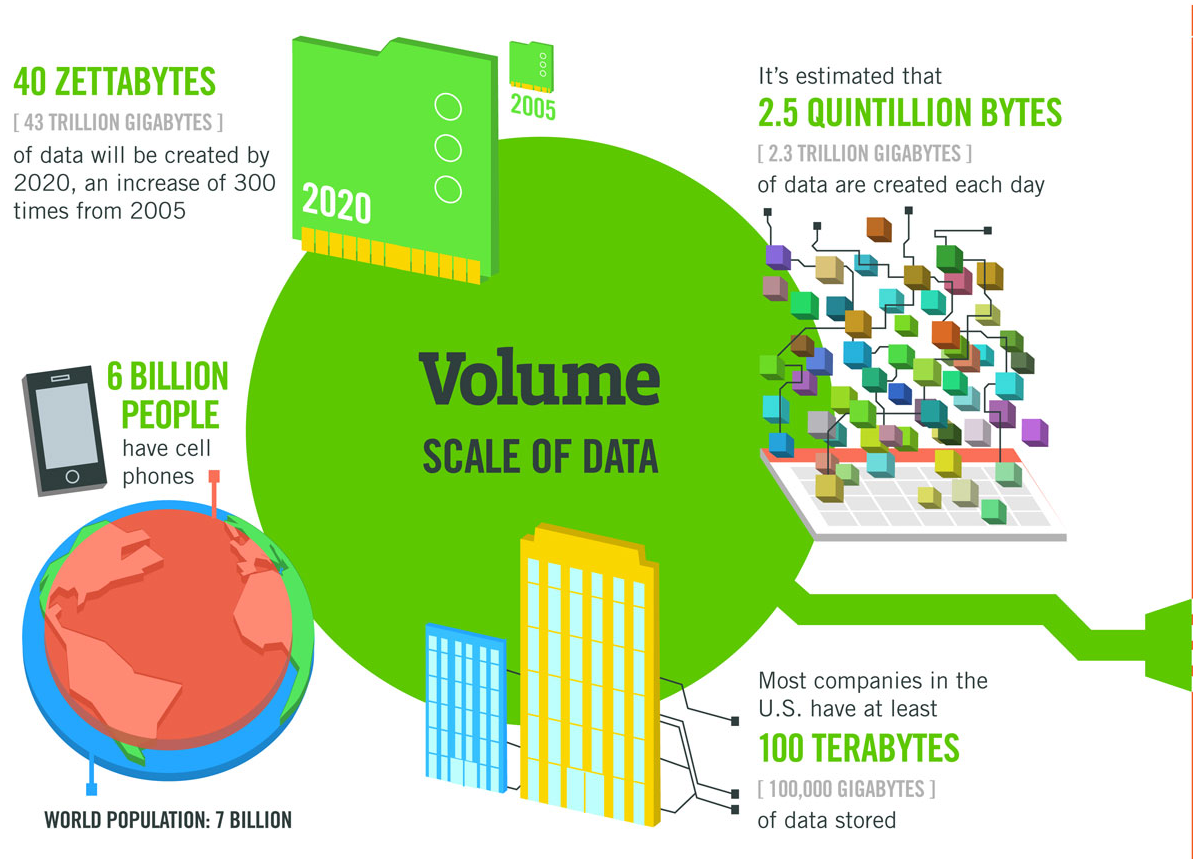 40 ZETTABYTES
[ 43 TRILLION GIGABYTES ]
of data will be created by
2020, an increase of 300
times from 2005
2020
2005
It’s estimated that
2.5 QUINTILLION BYTES
[ 2.3 TRILLION GIGABYTES ]
of data are created each day
6 BILLION
PEOPLE
have cell
phones
Volume
SCALE OF DATA
WORLD POPULATION: 7 BILLION
Most companies in the
U.S. have at least
100 TERABYTES
[ 100,000 GIGABYTES ]
of data stored